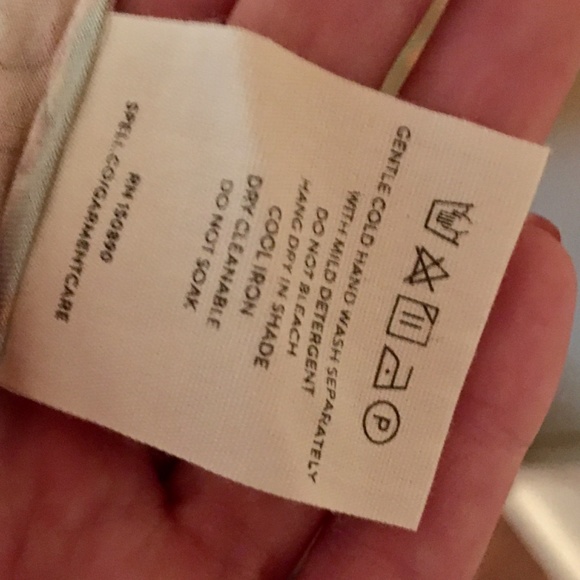 P
GENTLE COLD HAND WASH SEPARATELY
WITH MILD DETERGENT
DO NOT BLEACH
HANG DRY IN SHADE
COOL IRON
DRY CLEANABLE
DO NOT SOAK
RN 150890
SPELL.CO/GARMENTCARE